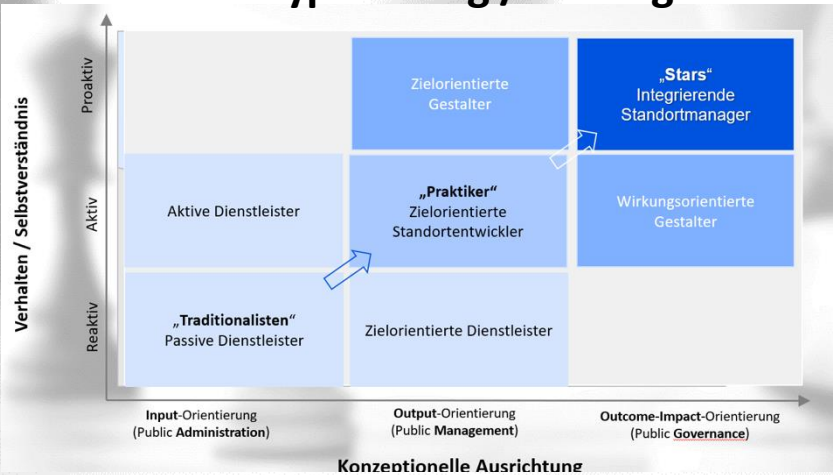 Verhalten / Selbstverständnis
Proaktiv
Aktiv
Reaktiv
Zielorientierte
Gestalter
„Stars“
Integrierende
Standortmanager
Aktive Dienstleister
„Praktiker“
Zielorientierte
Standortentwickler
Wirkungsorientierte
Gestalter
„Traditionalisten“
Passive Dienstleister
Zielorientierte Dienstleister
Input-Orientierung
(Public Administration)
Output-Orientierung
(Public Management)
Outcome-Impact-Orientierung
(Public Governance)
Konzeptionelle Ausrichtung